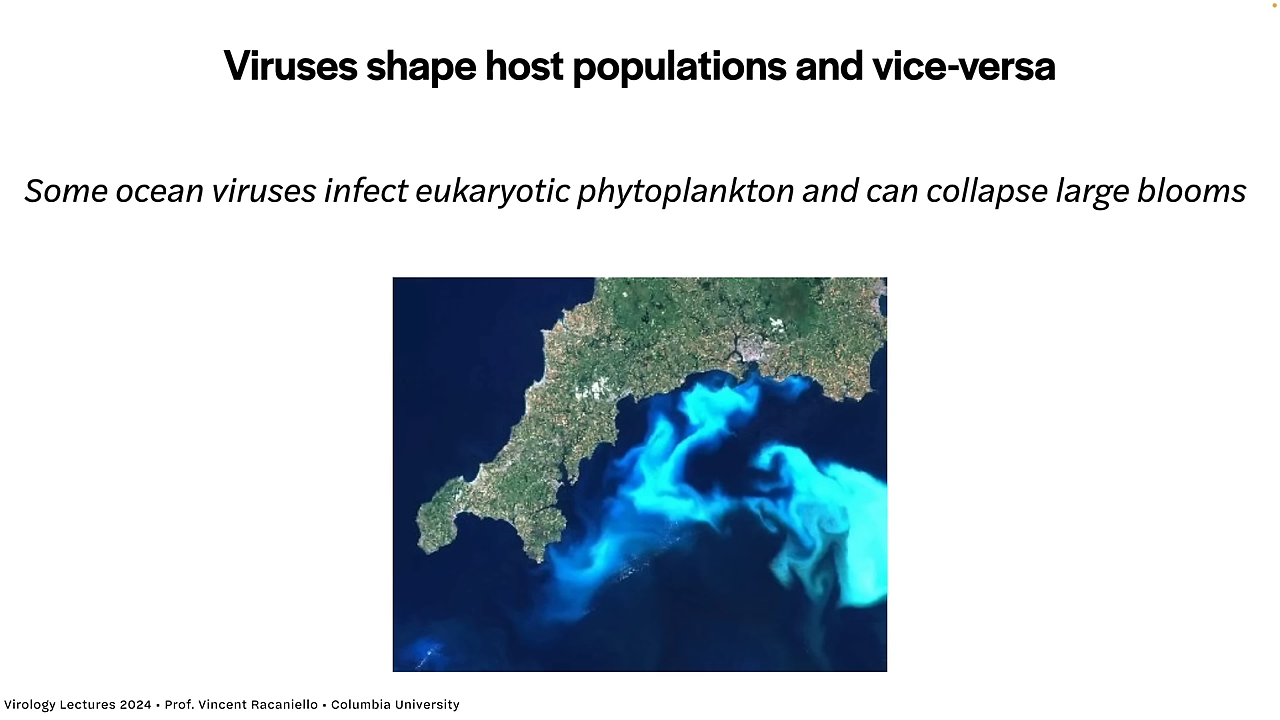 Viruses shape host populations and vice-versa
Some ocean viruses infect eukaryotic phytoplankton and can collapse large blooms
Virology Lectures 2024 • Prof. Vincent Racaniello • Columbia University